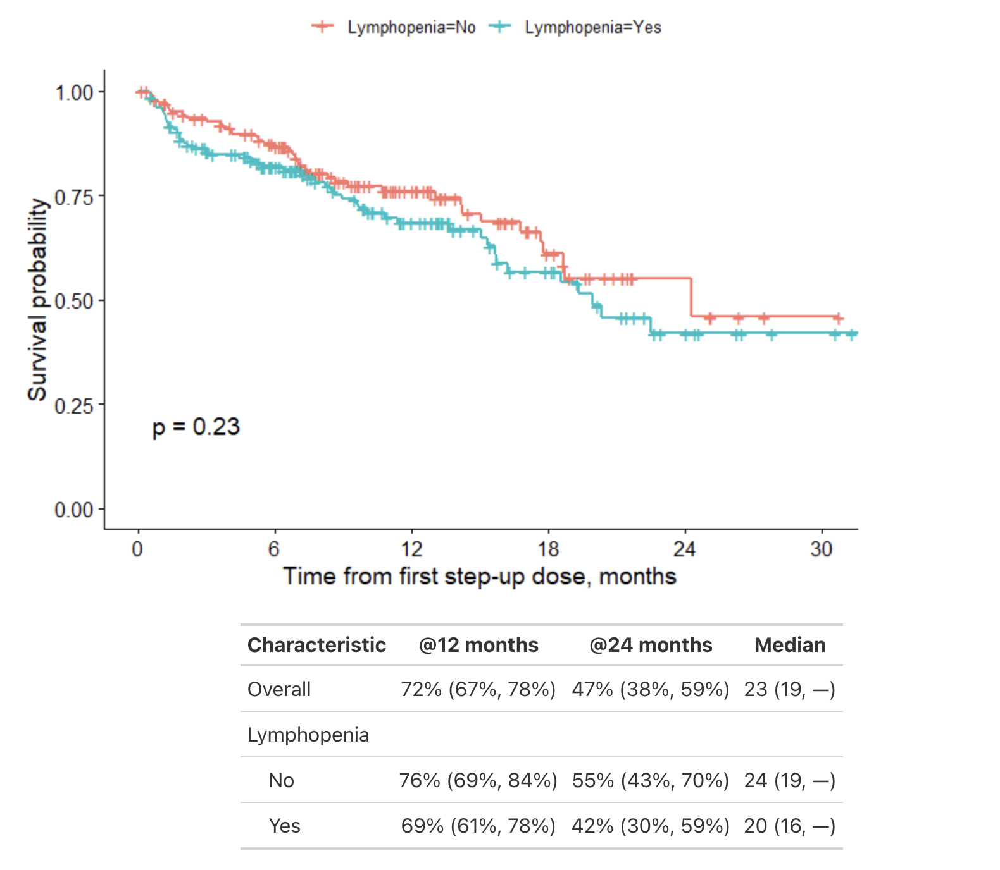 Lymphopenia=No Lymphopenia=Yes
1.00
0.75
0.50
0.25
0.00
Survival probability
p = 0.23
0 6 12 18 24 30
Time from first step-up dose, months
Characteristic @12 months @24 months Median
Overall 72% (67%, 78%) 47% (38%, 59%) 23 (19, —)
Lymphopenia
No 76% (69%, 84%) 55% (43%, 70%) 24 (19, —)
Yes 69% (61%, 78%) 42% (30%, 59%) 20 (16, —)